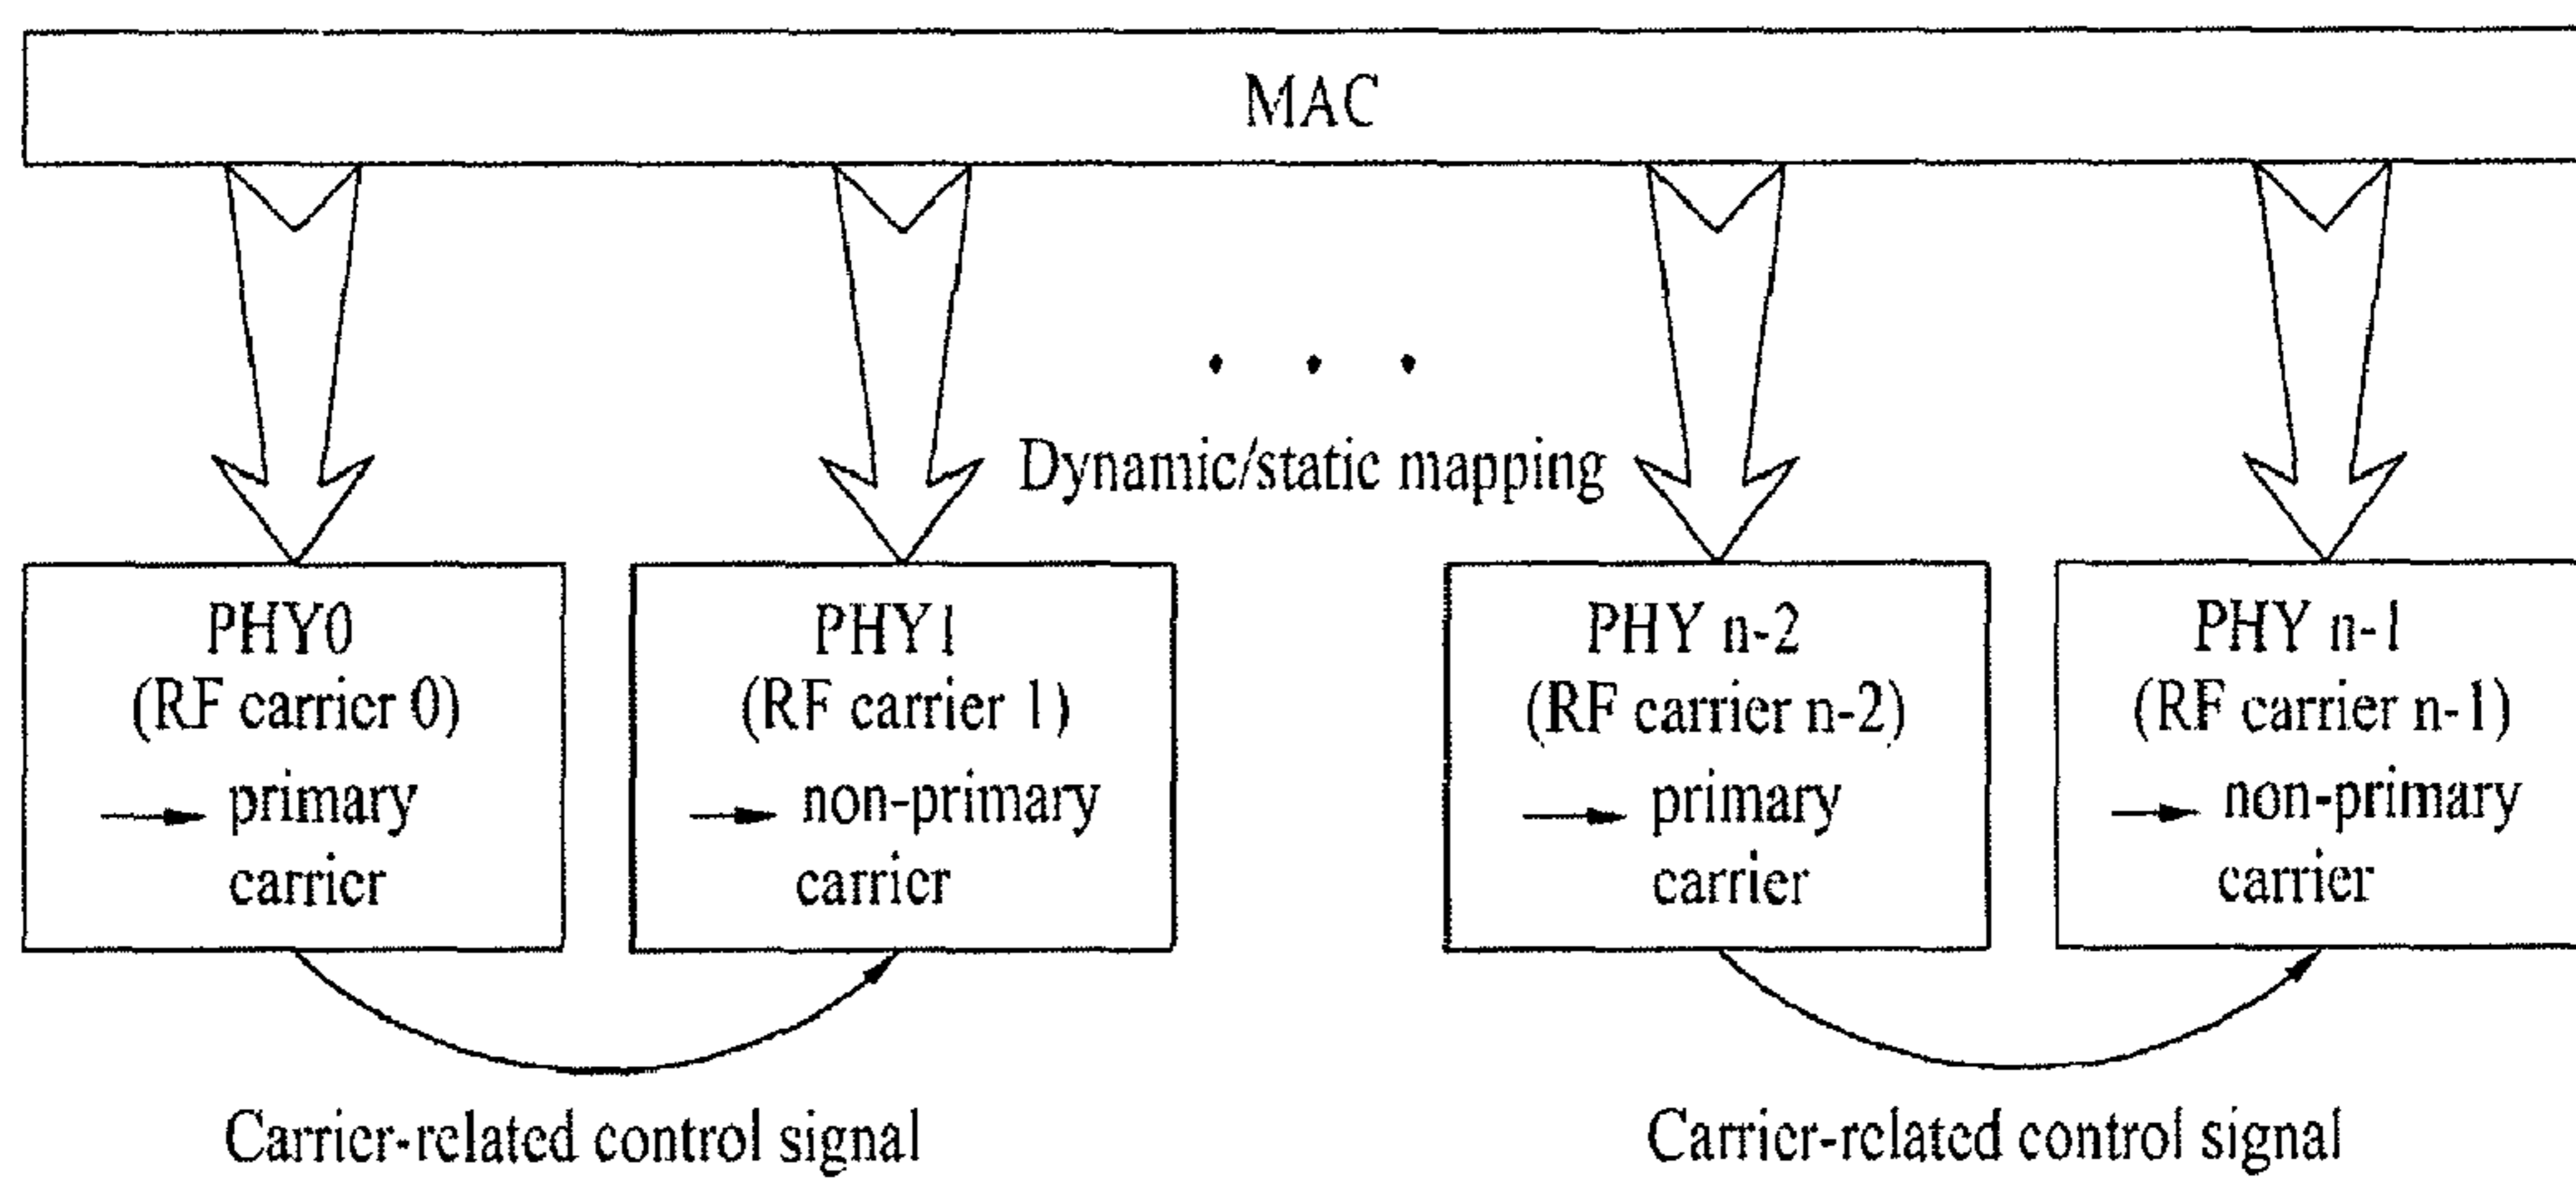 MAC
. . .
Dynamic/static mapping
PHY0
(RF carrier 0)
primary
carrier
PHY1
(RF carrier 1)
non-primary
carrier
PHY n-2
(RF carrier n-2)
primary
carrier
PHY n-1
(RF carrier n-1)
non-primary
carrier
Carrier-related control signal
Carrier-related control signal